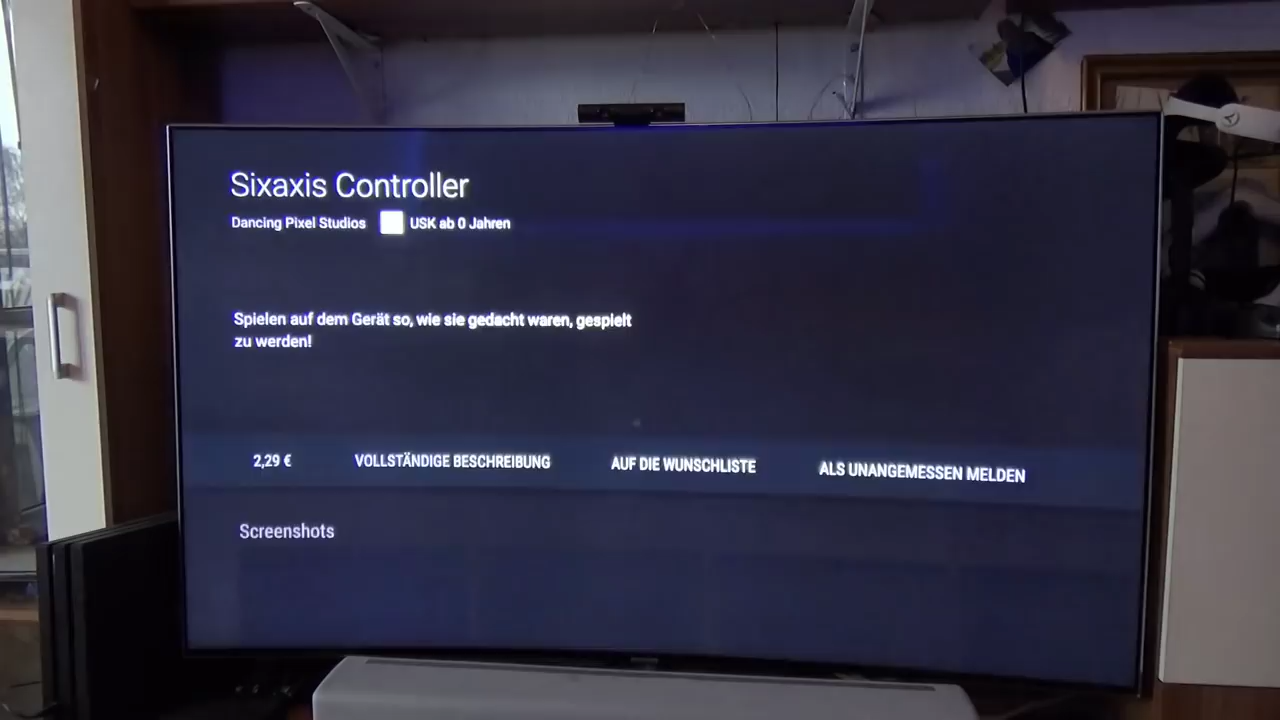 Sixaxis Controller
Dancing Pixel Studios USK ab 0 Jahren
Spielen auf dem Gerät so, wie sie gedacht waren, gespielt
zu werden!
2,29 € VOLLSTÄNDIGE BESCHREIBUNG AUF DIE WUNSCHLISTE ALS UNANGEMESSEN MELDEN
Screenshots